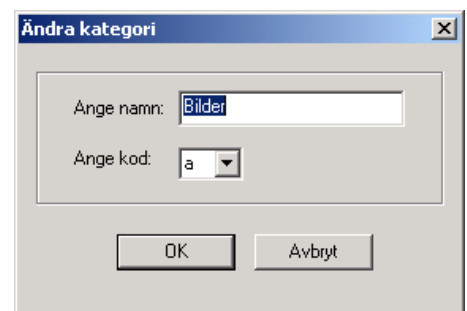 Ändra kategori
Ange namn: Bilder
Ange kod: a
OK Avbryt